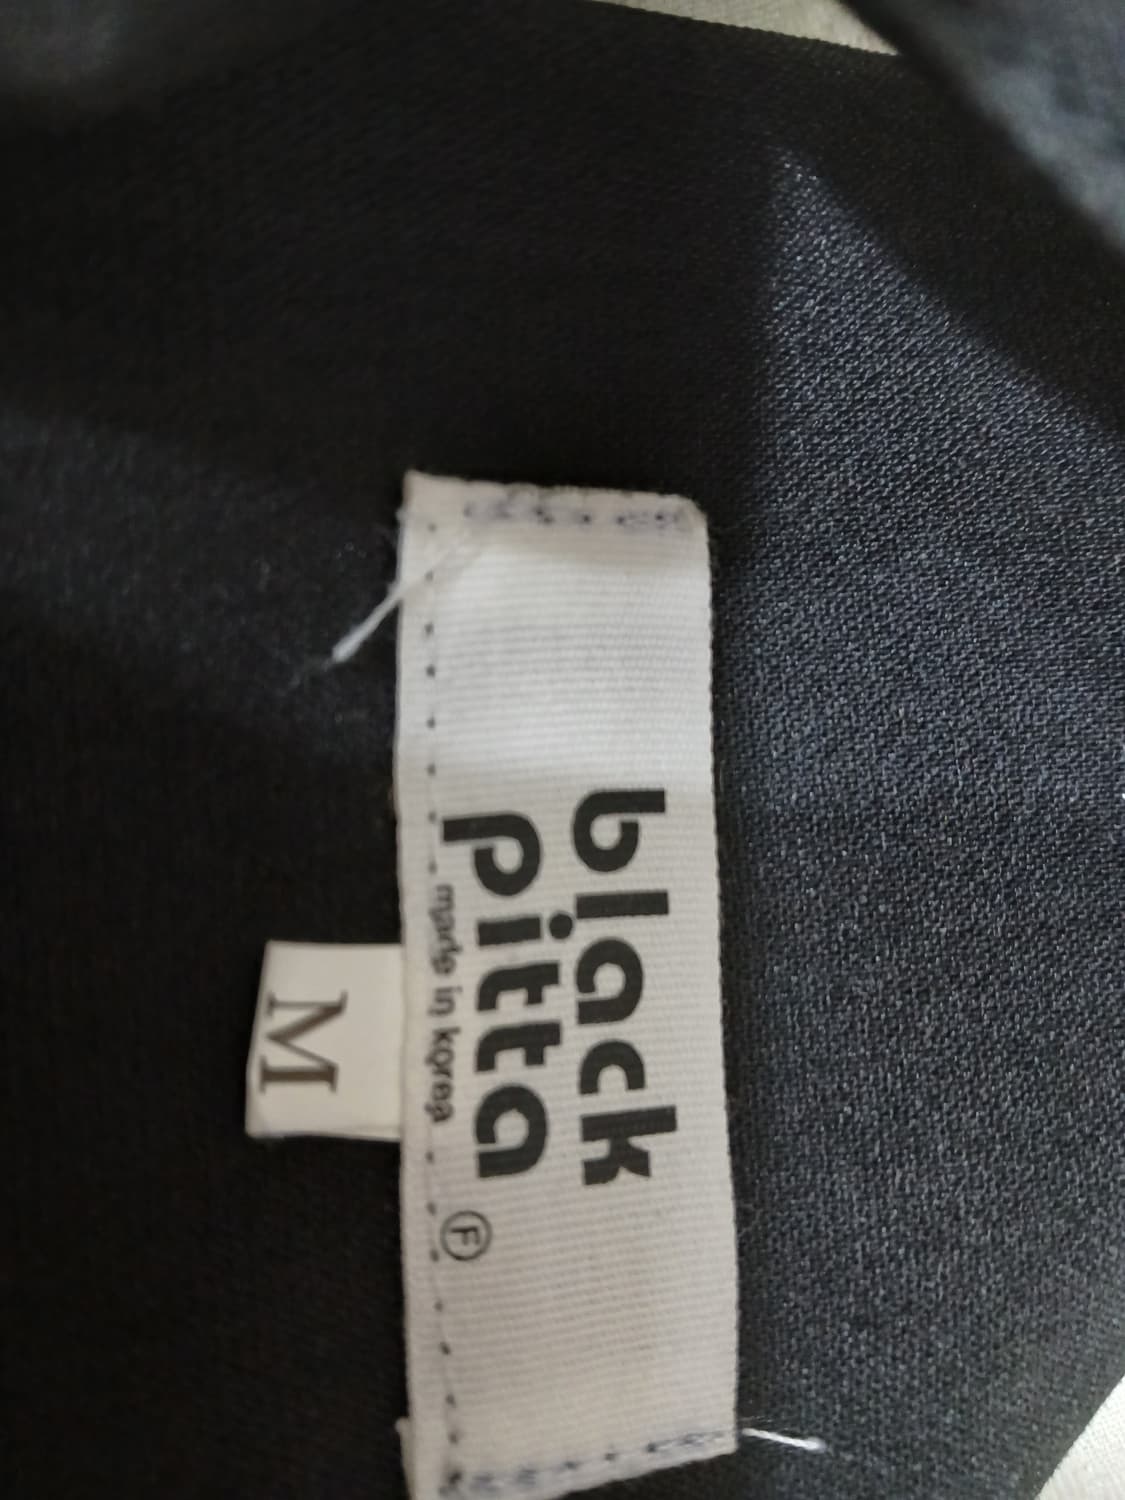 black
pitta
made in korea
F
M